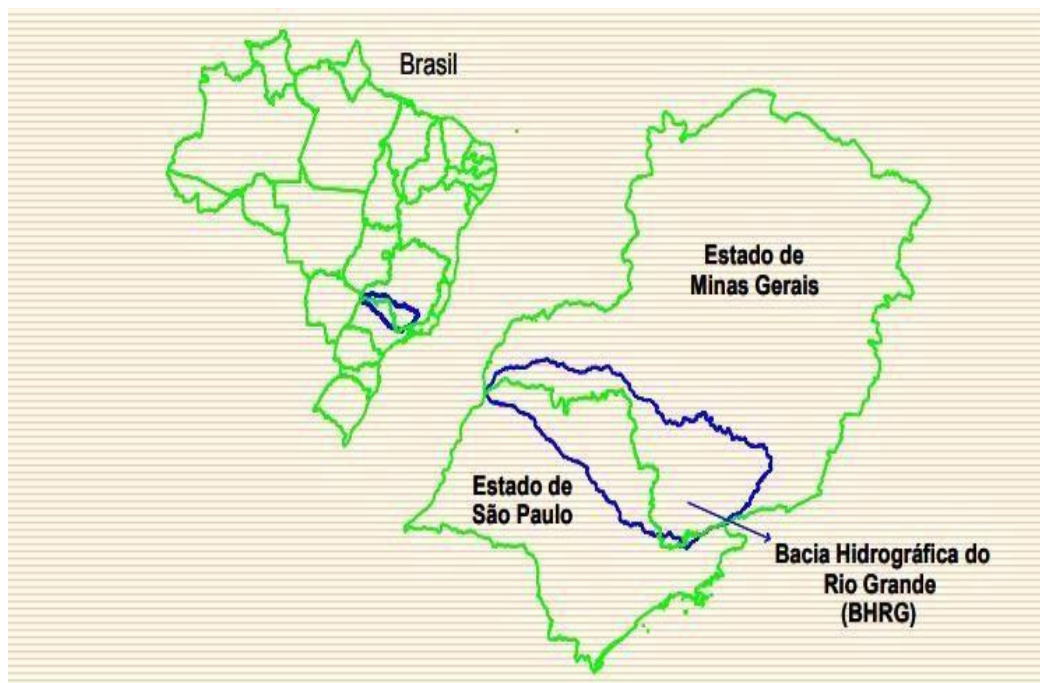 Brasil
Estado de
Minas Gerais
Estado de
São Paulo
Bacia Hidrográfica do
Rio Grande
(BHRG)